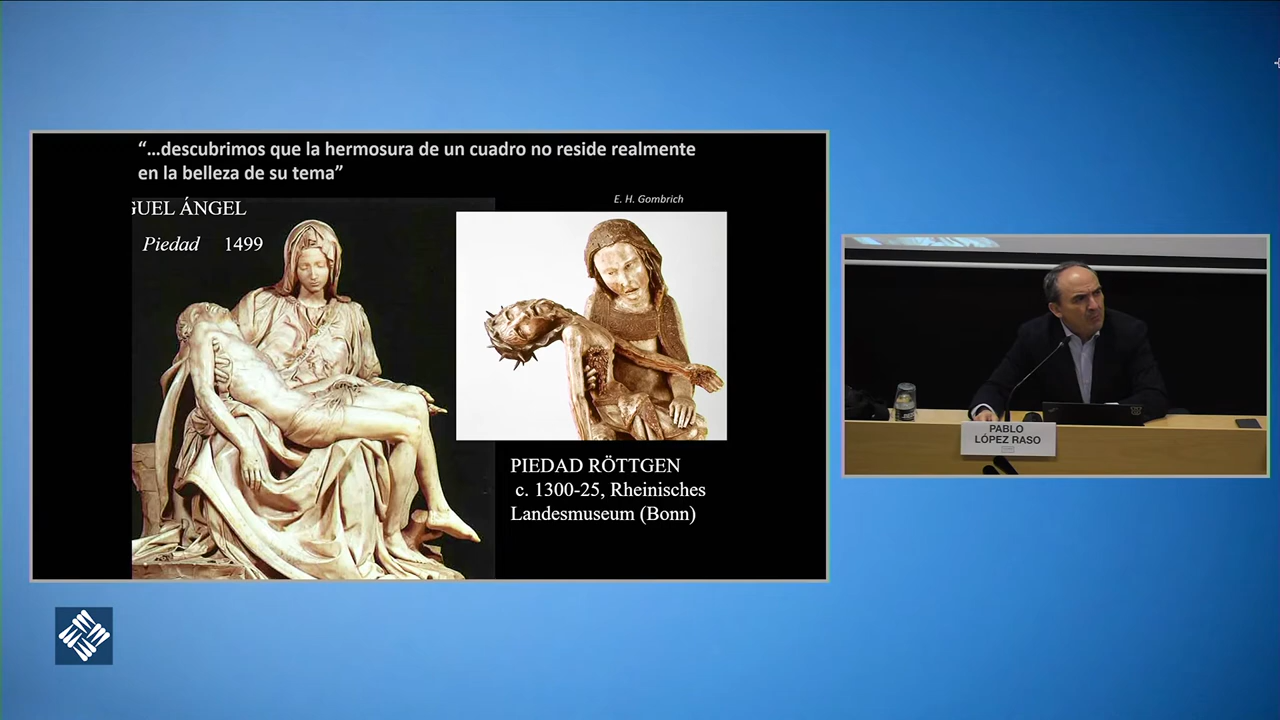 “...descubrimos que la hermosura de un cuadro no reside realmente
en la belleza de su tema”
E. H. Gombrich
GUEL ÁNGEL
Piedad 1499
PIEDAD RÖTTGEN
c. 1300-25, Rheinisches
Landesmuseum (Bonn)
PABLO
LÓPEZ RASO